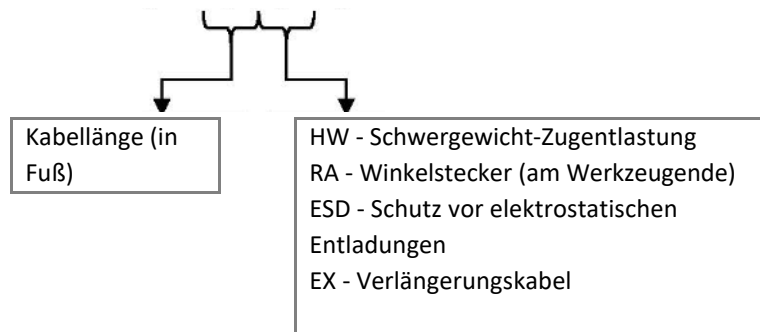 Kabellänge (in
Fuß)
HW - Schwergewicht-Zugentlastung
RA - Winkelstecker (am Werkzeugende)
ESD - Schutz vor elektrostatischen
Entladungen
EX - Verlängerungskabel